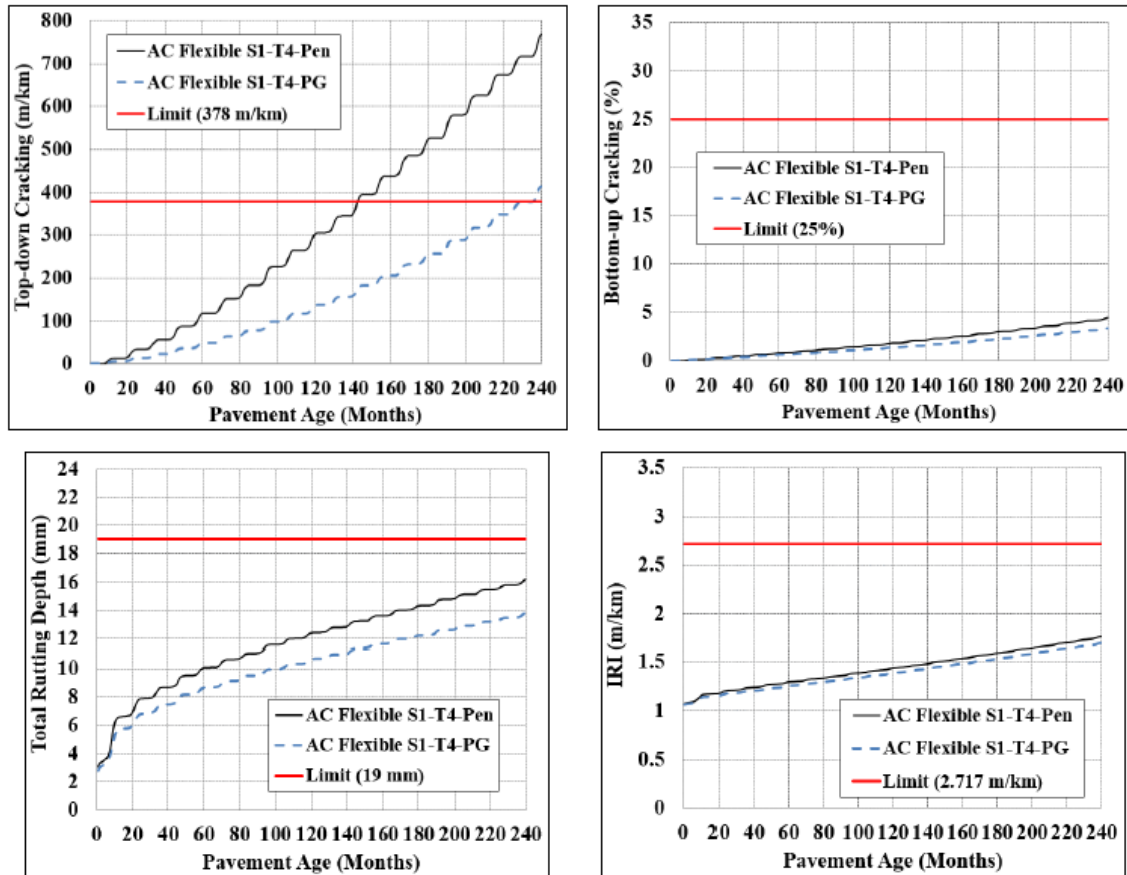 800
700
600
500
400
300
200
100
0
Top-down Cracking (m/km)
AC Flexible S1-T4-Pen
AC Flexible S1-T4-PG
Limit (378 m/km)
0 20 40 60 80 100 120 140 160 180 200 220 240
Pavement Age (Months)
35
30
25
20
15
10
5
0
Bottom-up Cracking (%)
AC Flexible S1-T4-Pen
AC Flexible S1-T4-PG
Limit (25%)
0 20 40 60 80 100 120 140 160 180 200 220 240
Pavement Age (Months)
24
22
20
18
16
14
12
10
8
6
4
2
0
Total Rutting Depth (mm)
AC Flexible S1-T4-Pen
AC Flexible S1-T4-PG
Limit (19 mm)
0 20 40 60 80 100 120 140 160 180 200 220 240
Pavement Age (Months)
3.5
3
2.5
2
1.5
1
0.5
0
IRI (m/km)
AC Flexible S1-T4-Pen
AC Flexible S1-T4-PG
Limit (2.717 m/km)
0 20 40 60 80 100 120 140 160 180 200 220 240
Pavement Age (Months)